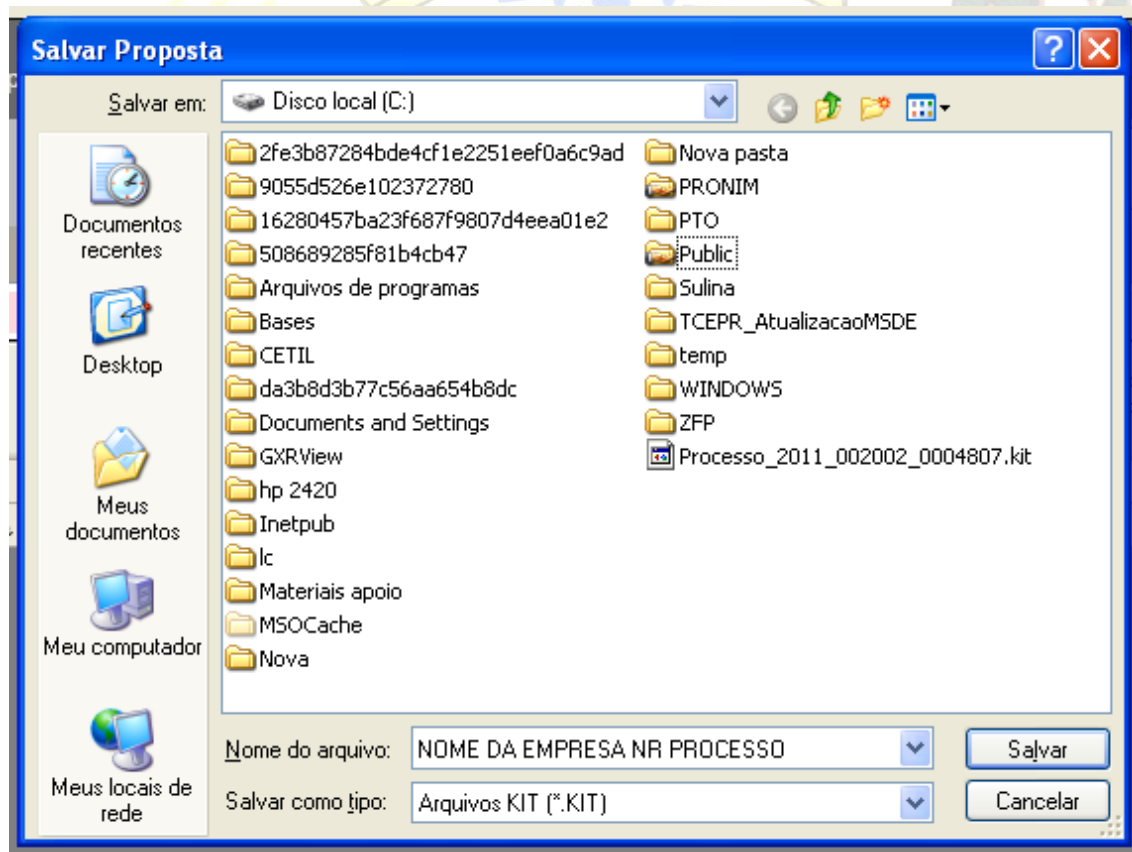 Salvar Proposta
Salvar em:
Disco local (C:)
Documentos
recentes
Desktop
Meus
documentos
Meu computador
Meus locais de
rede
2fe3b87284bde4cf1e2251eef0a6c9ad
9055d526e102372780
16280457ba23f687f9807d4eea01e2
508689285f81b4cb47
Arquivos de programas
Bases
CETIL
da3b8d3b77c56aa654b8dc
Documents and Settings
GXRView
hp 2420
Inetpub
lc
Materiais apoio
MSOCache
Nova
Nova pasta
PRONIM
PTO
Public
Sulina
TCEPR_AtualizacaoMSDE
temp
WINDOWS
ZFP
Processo_2011_002002_0004807.kit
Nome do arquivo:
NOME DA EMPRESA NR PROCESSO
Salvar
Salvar como tipo:
Arquivos KIT (*.KIT)
Cancelar